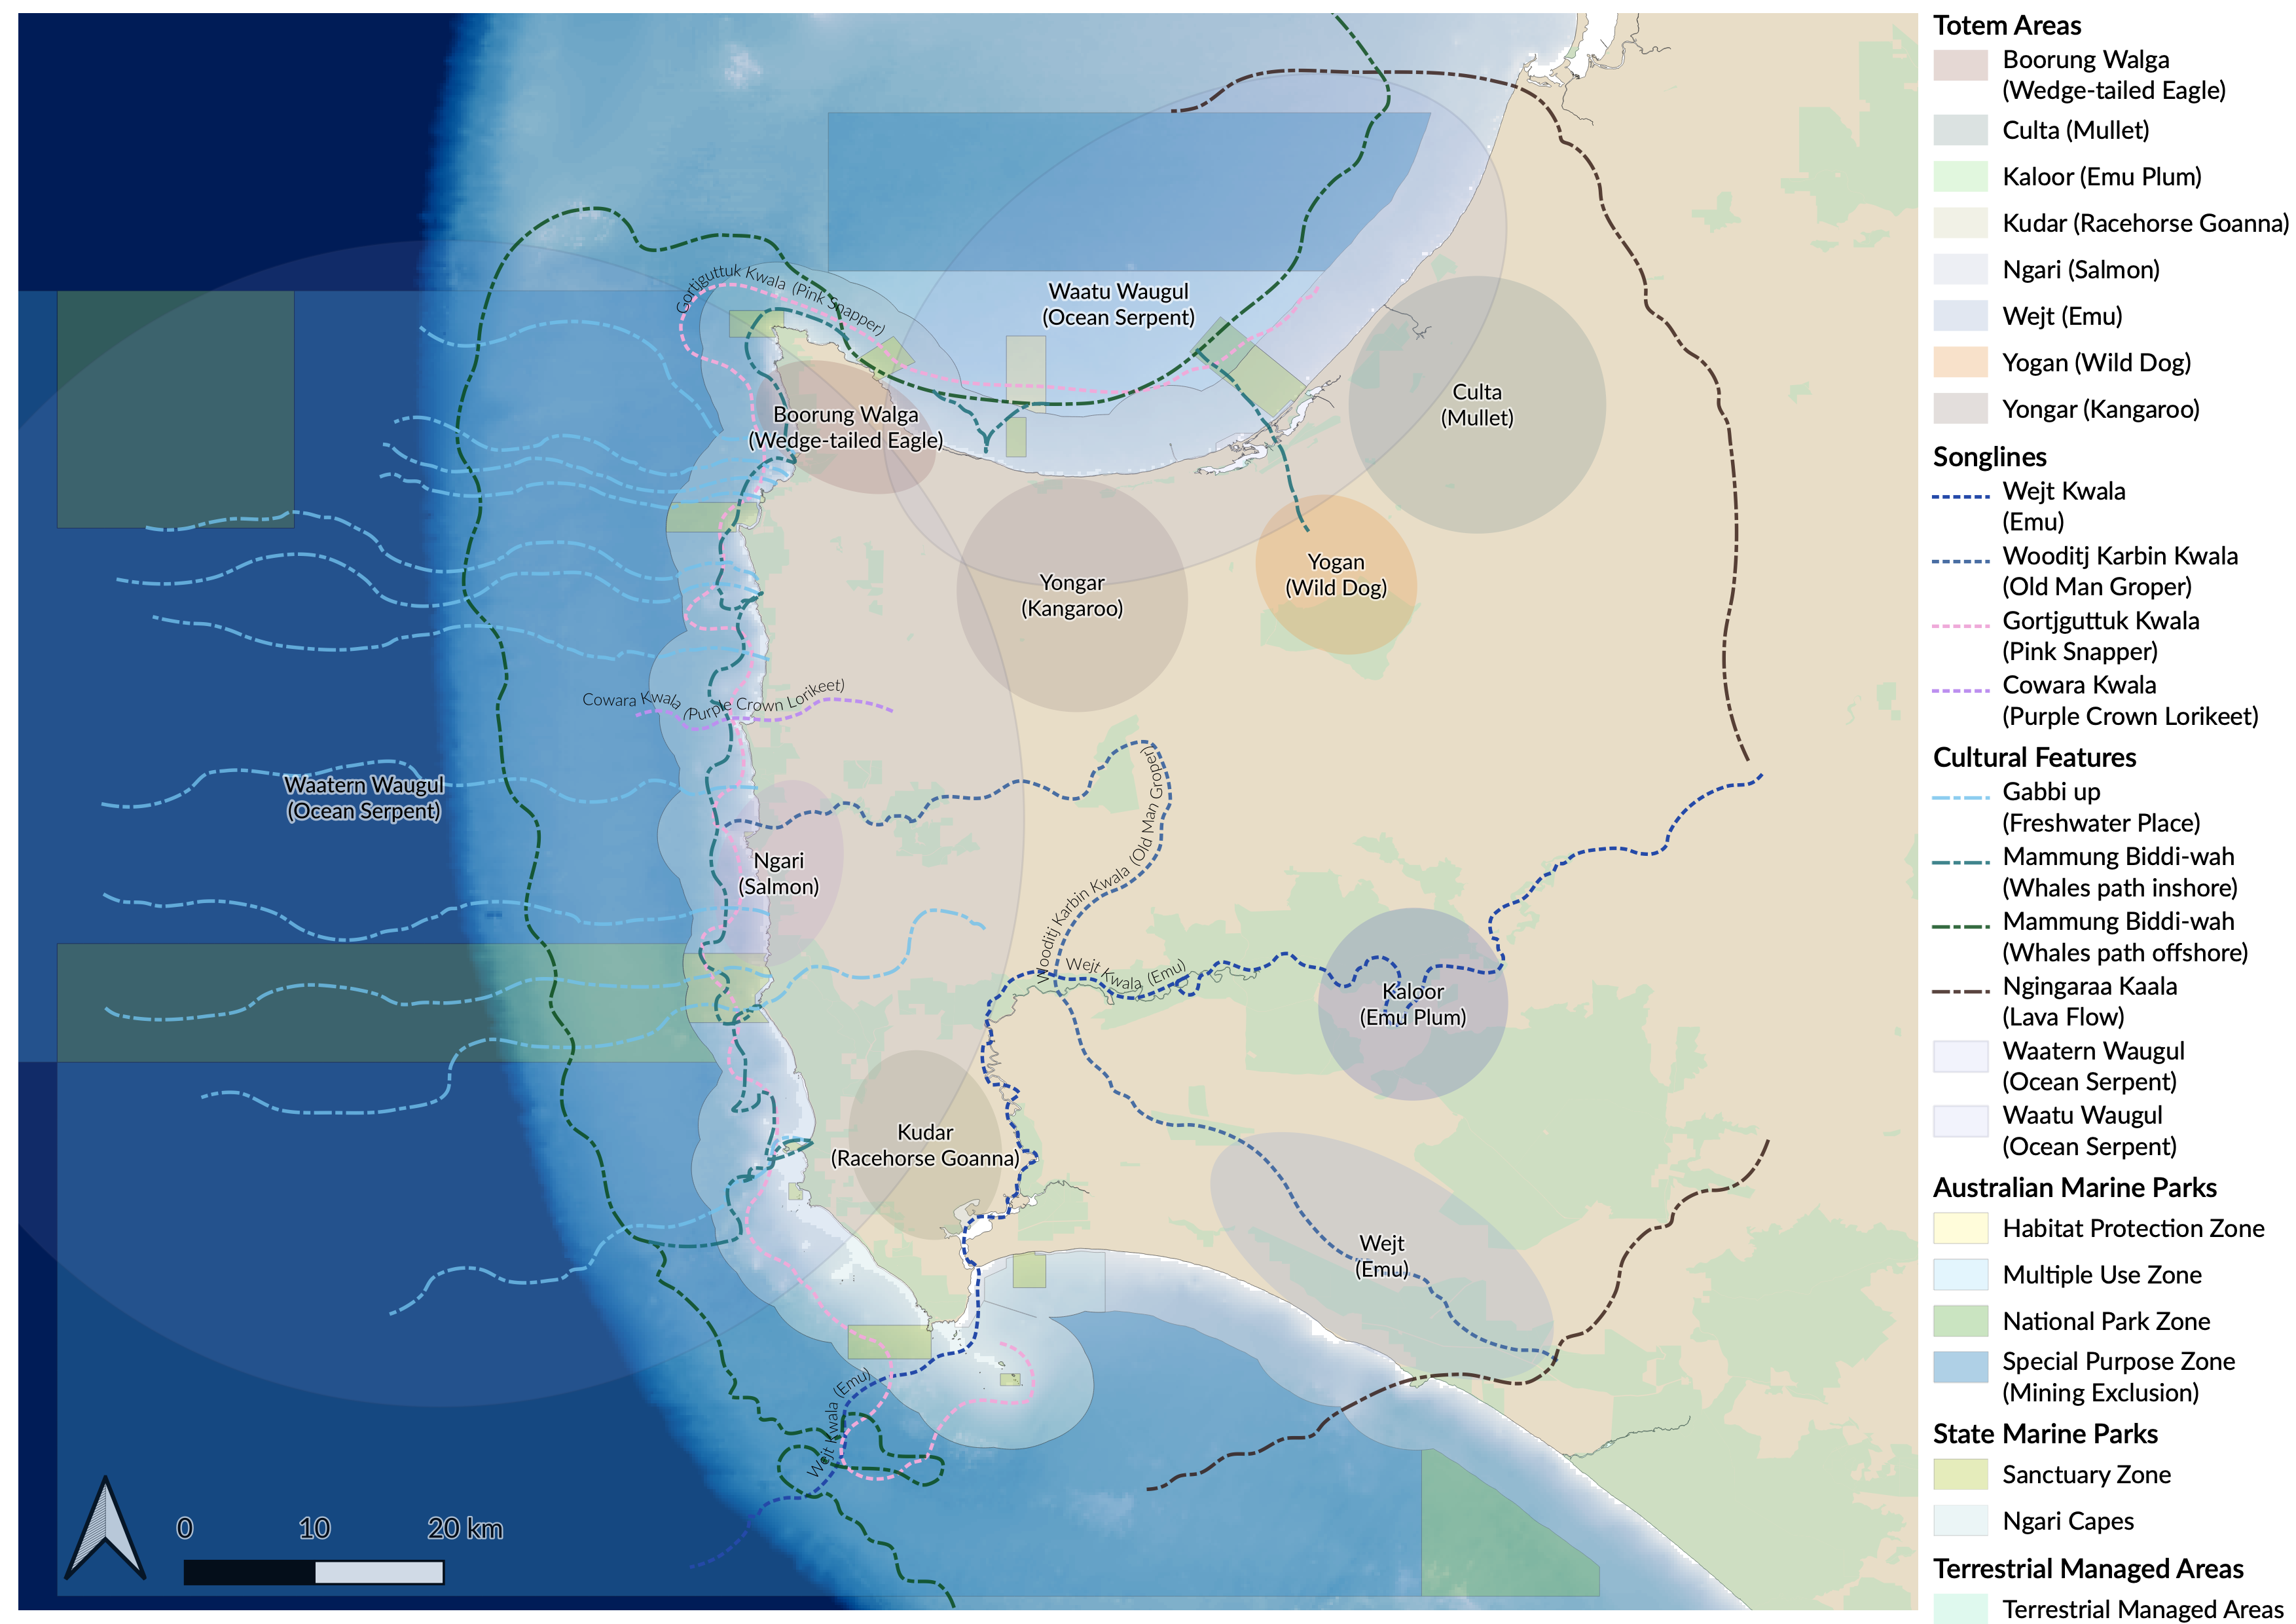 Gortjguttuk Kwala (Pink Snapper)
Waatu Waugul
(Ocean Serpent)
Culta
(Mullet)
Boorung Walga
(Wedge-tailed Eagle)
Yogan
(Wild Dog)
Yongar
(Kangaroo)
Cowara Kwala (Purple Crown Lorikeet)
Waatern Waugul
(Ocean Serpent)
Ngari
(Salmon)
Wooditj Karbin Kwala (Old Man Groper)
Wejt Kwala (Emu)
Kaloor
(Emu Plum)
Kudar
(Racehorse Goanna)
Wejt
(Emu)
Wejt Kwala (Emu)
0 10 20 km
Totem Areas
Boorung Walga
(Wedge-tailed Eagle)
Culta (Mullet)
Kaloor (Emu Plum)
Kudar (Racehorse Goanna)
Ngari (Salmon)
Wejt (Emu)
Yogan (Wild Dog)
Yongar (Kangaroo)
Songlines
Wejt Kwala
(Emu)
Wooditj Karbin Kwala
(Old Man Groper)
Gortjguttuk Kwala
(Pink Snapper)
Cowara Kwala
(Purple Crown Lorikeet)
Cultural Features
Gabbi up
(Freshwater Place)
Mammung Biddi-wah
(Whales path inshore)
Mammung Biddi-wah
(Whales path offshore)
Ngingaraa Kaala
(Lava Flow)
Waatern Waugul
(Ocean Serpent)
Waatu Waugul
(Ocean Serpent)
Australian Marine Parks
Habitat Protection Zone
Multiple Use Zone
National Park Zone
Special Purpose Zone
(Mining Exclusion)
State Marine Parks
Sanctuary Zone
Ngari Capes
Terrestrial Managed Areas
Terrestrial Managed Areas